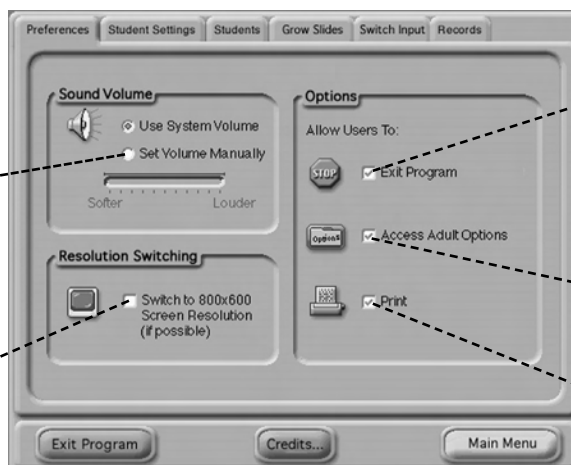 Preferences Student Settings Students Grow Slides Switch Input Records
Sound Volume
Use System Volume
Set Volume Manually
Softer Louder
Resolution Switching
Switch to 800x600
Screen Resolution
(if possible)
Options
Allow Users To:
STOP
Exit Program
Options
Access Adult Options
Print
Exit Program Credits... Main Menu